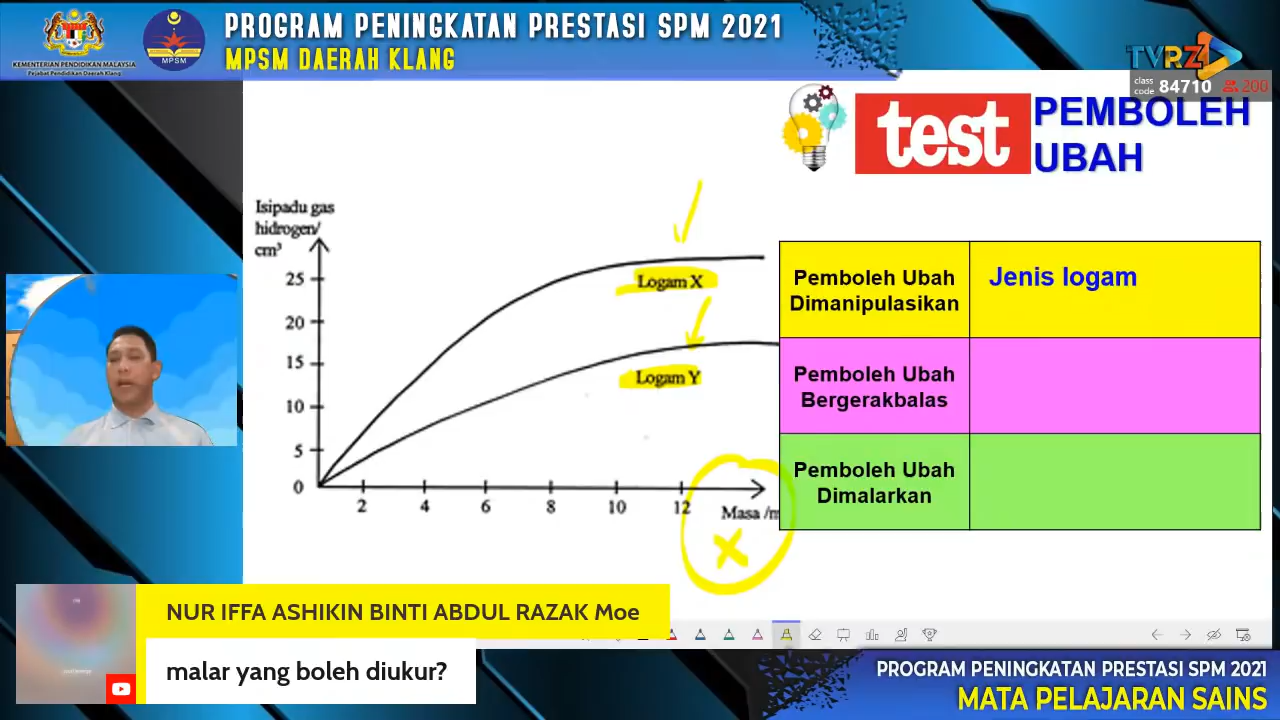 PROGRAM PENINGKATAN PRESTASI SPM 2021
MPSM DAERAH KLANG
KEMENTERIAN PENDIDIKAN MALAYSIA
Pejabat Pendidikan Daerah Klang
MPSM
TVRZ
class
code
84710
200
test
PEMBOLEH
UBAH
Isipadu gas
hidrogen/
cm³
25
20
15
10
5
0
2
4
6
8
10
12
Logam X
Logam Y
Masa /m
X
Pemboleh Ubah
Dimanipulasikan
Jenis logam
Pemboleh Ubah
Bergerakbalas
Pemboleh Ubah
Dimalarkan
NUR IFFA ASHIKIN BINTI ABDUL RAZAK Moe
malar yang boleh diukur?
PROGRAM PENINGKATAN PRESTASI SPM 2021
MATA PELAJARAN SAINS